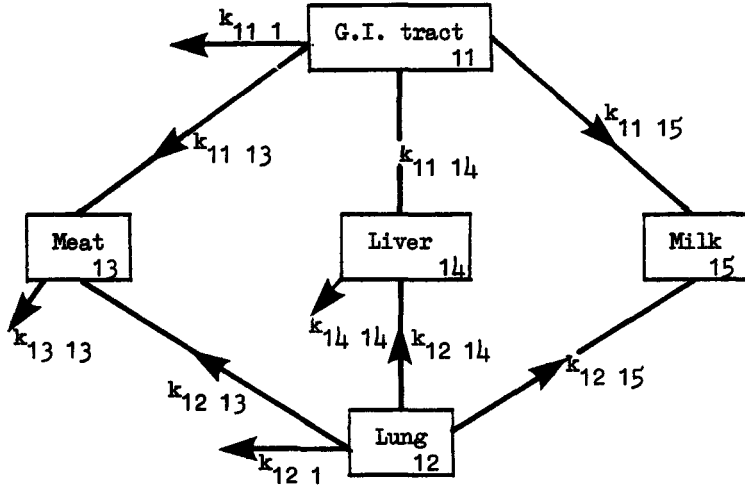 k11 1
G.I. tract
11
k11 13
k11 14
k11 15
Meat
13
Liver
14
Milk
15
k13 13
k14 14
k12 14
k12 13
k12 15
Lung
12
k12 1